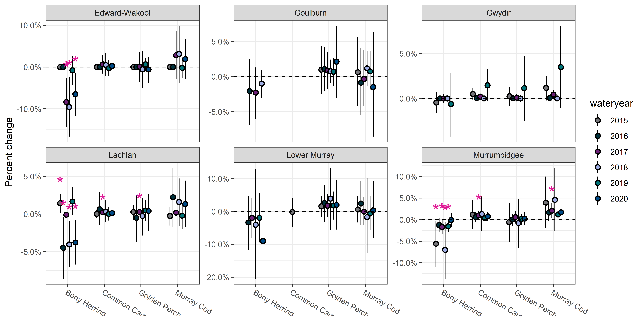 Edward-Wakool
Goulburn
Gwydir
10.0%
0.0%
-10.0%
5.0%
0.0%
-5.0%
5.0%
0.0%
Percent change
wateryear
2015
2016
2017
2018
2019
2020
Lachlan
Lower Murray
Murrumbidgee
5.0%
0.0%
-5.0%
10.0%
0.0%
-10.0%
20.0%
10.0%
5.0%
0.0%
-5.0%
-10.0%
Bony Herring
Common Carp
Golden Perch
Murray Cod
Bony Herring
Common Carp
Golden Perch
Murray Cod
Bony Herring
Common Carp
Golden Perch
Murray Cod